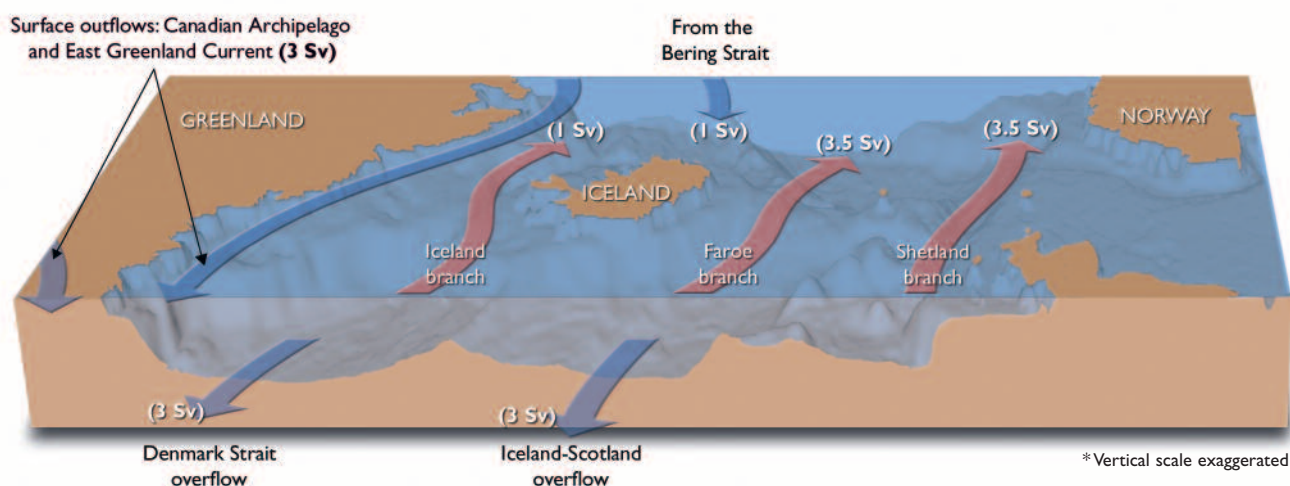 Surface outflows: Canadian Archipelago
and East Greenland Current (3 Sv)
From the
Bering Strait
GREENLAND
NORWAY
(1 Sv)
(1 Sv)
(3.5 Sv)
(3.5 Sv)
ICELAND
Iceland
branch
Faroe
branch
Shetland
branch
(3 Sv)
(3 Sv)
Denmark Strait
overflow
Iceland-Scotland
overflow
*Vertical scale exaggerated